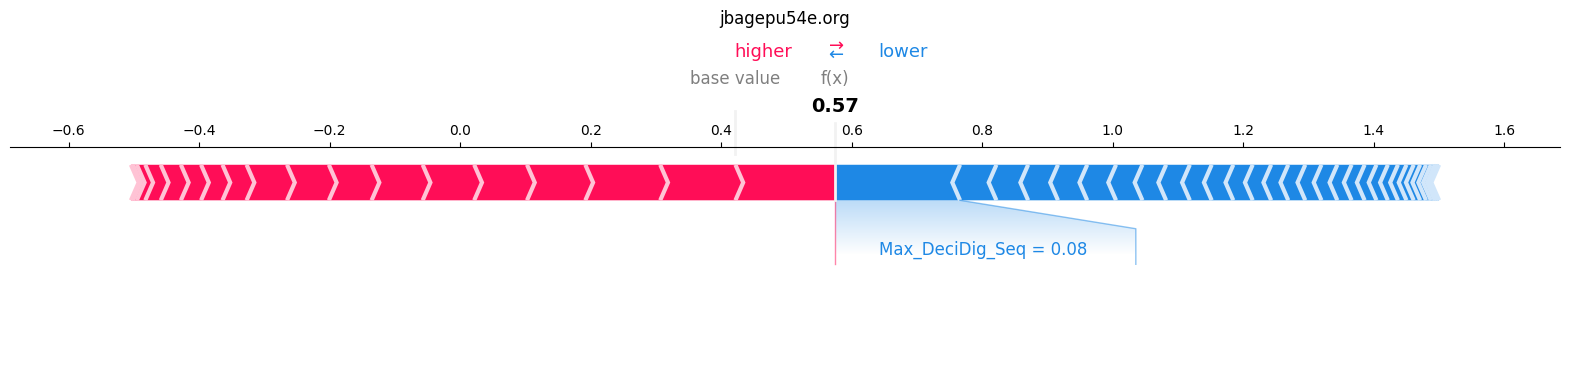 jbagepu54e.org
higher → ← lower
base value f(x)
0.57
−0.6 −0.4 −0.2 0.0 0.2 0.4 0.6 0.8 1.0 1.2 1.4 1.6
Max_DeciDig_Seq = 0.08